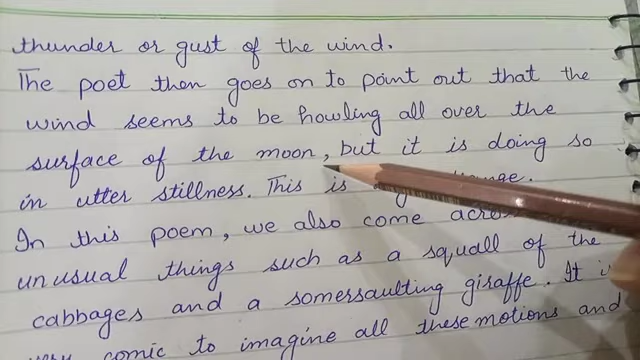 thunder or gust of the wind.
The poet then goes on to point out that the
wind seems to be howling all over the
surface of the moon, but it is doing so
in utter stillness. This is
In this poem, we also come across
unusual things such as a squall of the
cabbages and a somersaulting giraffe. It is
very comic to imagine all these motions and